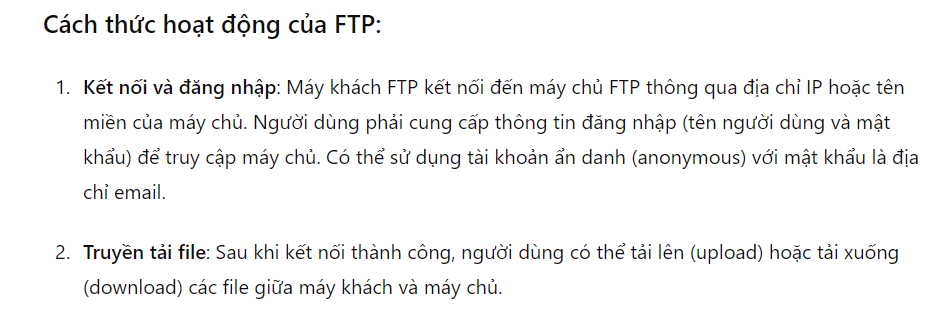 Cách thức hoạt động của FTP:
1. Kết nối và đăng nhập: Máy khách FTP kết nối đến máy chủ FTP thông qua địa chỉ IP hoặc tên
miền của máy chủ. Người dùng phải cung cấp thông tin đăng nhập (tên người dùng và mật
khẩu) để truy cập máy chủ. Có thể sử dụng tài khoản ẩn danh (anonymous) với mật khẩu là địa
chỉ email.
2. Truyền tải file: Sau khi kết nối thành công, người dùng có thể tải lên (upload) hoặc tải xuống
(download) các file giữa máy khách và máy chủ.